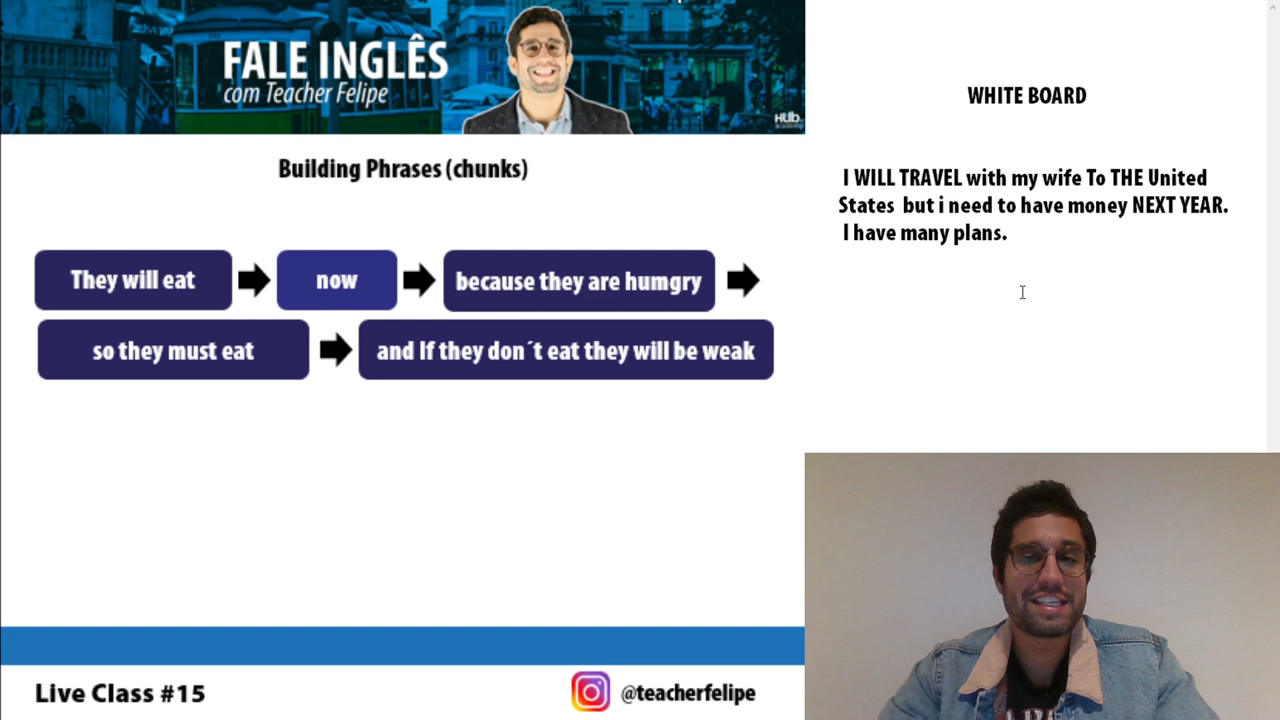 FALE INGLÊS
com Teacher Felipe
HUb
academy
Building Phrases (chunks)
They will eat
now
because they are humgry
so they must eat
and If they don´t eat they will be weak
Live Class #15
@teacherfelipe
WHITE BOARD
I WILL TRAVEL with my wife To THE United
States but i need to have money NEXT YEAR.
I have many plans.